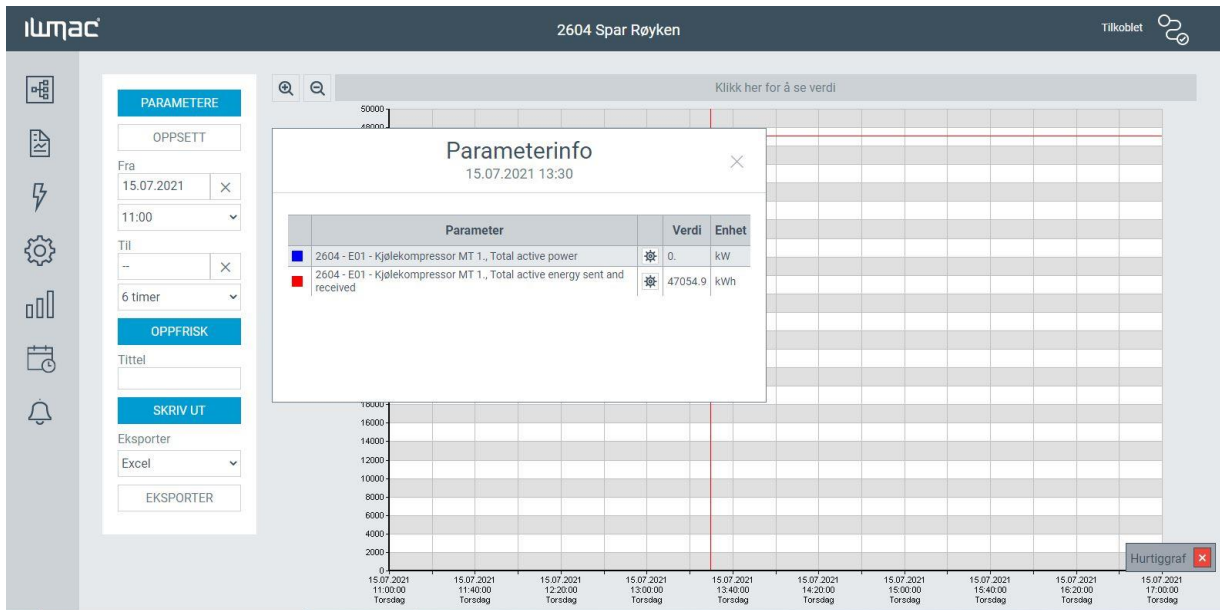 ilumac
2604 Spar Røyken
Tilkoblet
PARAMETERE
OPPSETT
Fra
15.07.2021
11:00
Til
--
6 timer
OPPFRISK
Tittel
SKRIV UT
Eksporter
Excel
EKSPORTER
Klikk her for å se verdi
50000
48000
Parameterinfo
15.07.2021 13:30
Parameter Verdi Enhet
2604 - E01 - Kjølekompressor MT 1., Total active power 0. kW
2604 - E01 - Kjølekompressor MT 1., Total active energy sent and
received 47054.9 kWh
18000
16000
14000
12000
10000
8000
6000
4000
2000
0
Hurtiggraf
15.07.2021 15.07.2021 15.07.2021 15.07.2021 15.07.2021 15.07.2021 15.07.2021 15.07.2021 15.07.2021 15.07.2021
11:00:00 11:40:00 12:20:00 13:00:00 13:40:00 14:20:00 15:00:00 15:40:00 16:20:00 17:00:00
Torsdag Torsdag Torsdag Torsdag Torsdag Torsdag Torsdag Torsdag Torsdag Torsdag